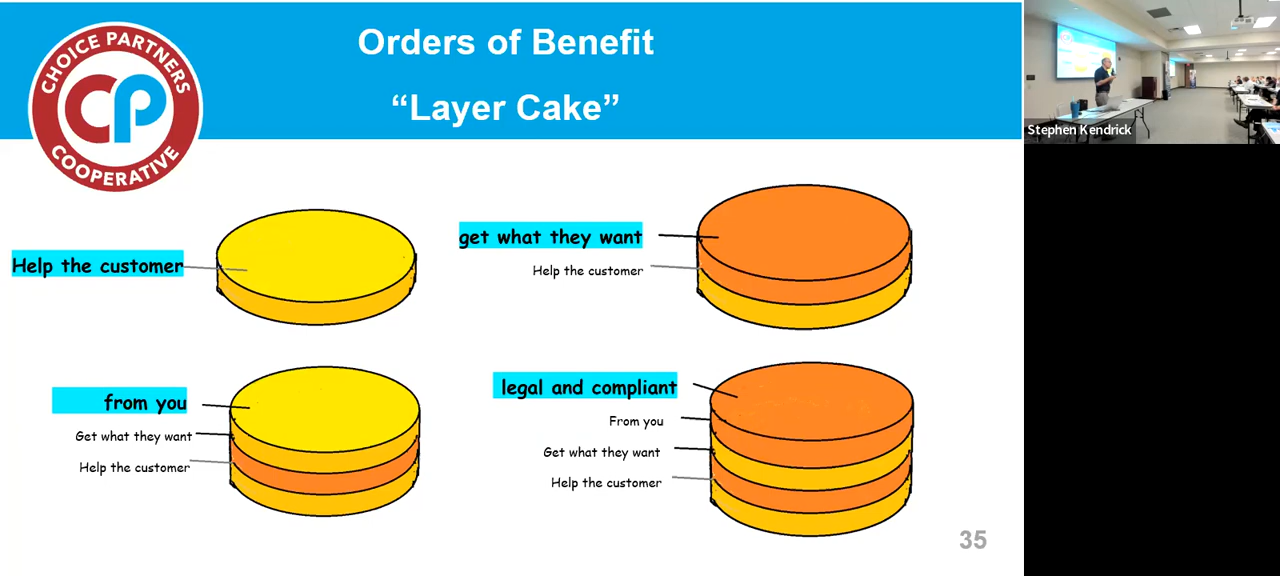 Orders of Benefit
“Layer Cake”
CHOICE PARTNERS
CP
COOPERATIVE
Stephen Kendrick
Help the customer
get what they want
Help the customer
from you
Get what they want
Help the customer
legal and compliant
From you
Get what they want
Help the customer
35